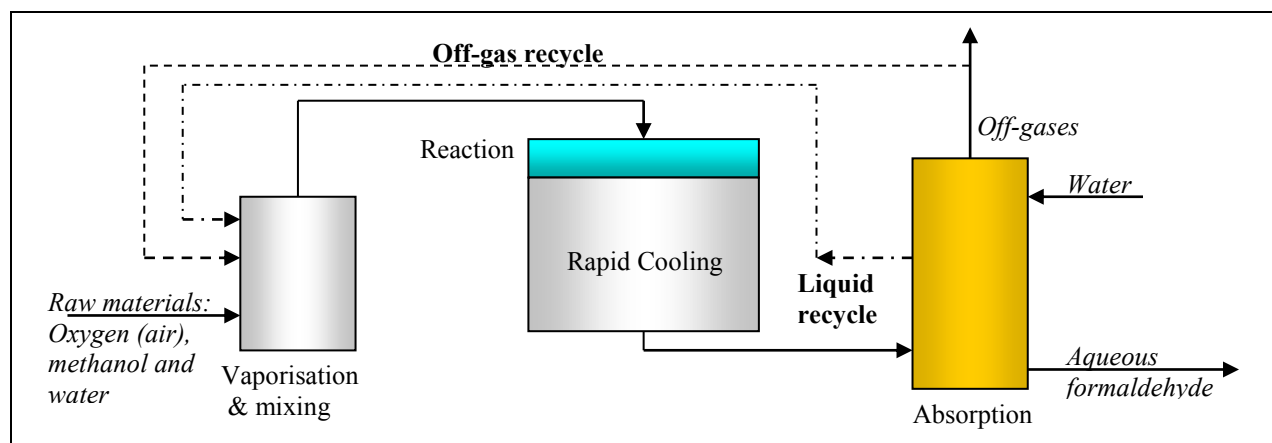 Off-gas recycle
Off-gases
Reaction
Water
Rapid Cooling
Liquid
recycle
Raw materials:
Oxygen (air),
methanol and
water
Vaporisation
& mixing
Aqueous
formaldehyde
Absorption